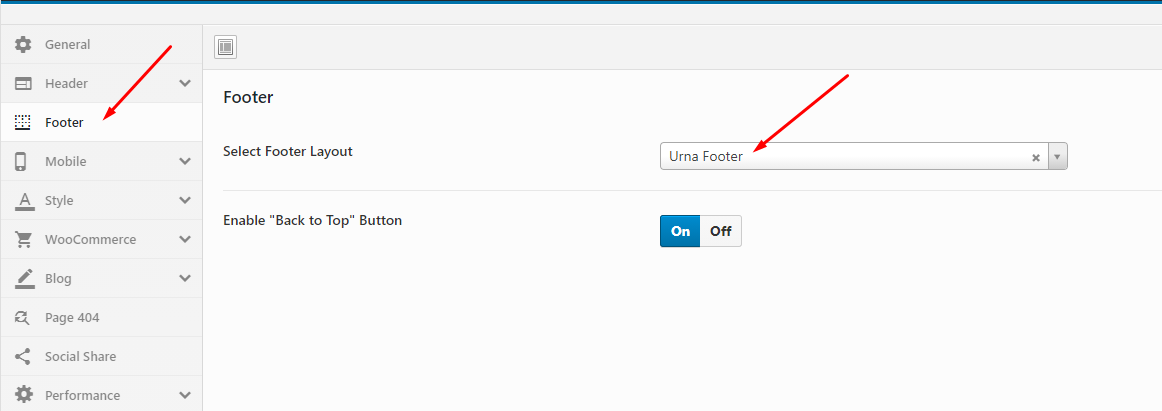 General
Header
Footer
Mobile
Style
WooCommerce
Blog
Page 404
Social Share
Performance
Footer
Select Footer Layout
Urna Footer
Enable "Back to Top" Button
On Off